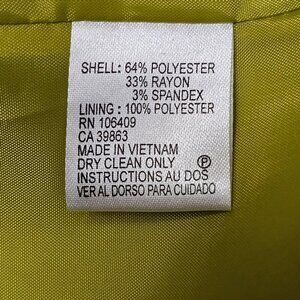 SHELL: 64% POLYESTER
33% RAYON
3% SPANDEX
LINING : 100% POLYESTER
RN 106409
CA 39863
MADE IN VIETNAM
DRY CLEAN ONLY Ⓟ
INSTRUCTIONS AU DOS
VER AL DORSO PARA CUIDADO